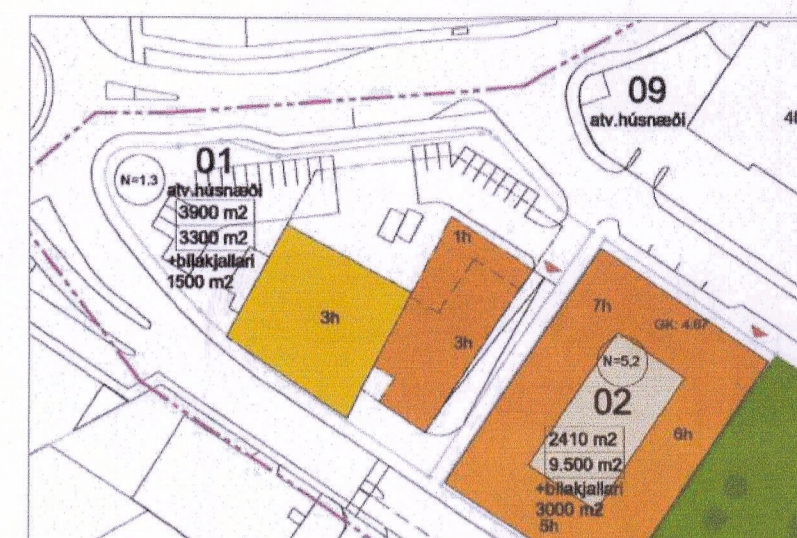 09
atv.húsnæði
4h
01
N=1.3
atv.húsnæði
3900 m2
3300 m2
+bílakjallari
1500 m2
1h
3h
3h
7h
GK: 4.67
N=5,2
02
6h
2410 m2
9.500 m2
+bílakjallari
3000 m2
5h